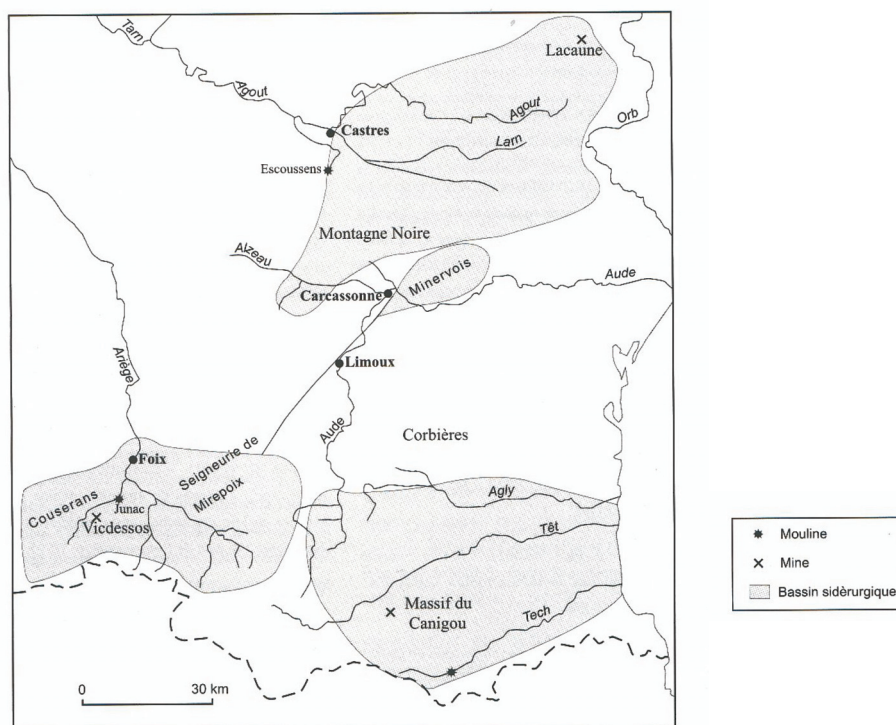 Tarn
Lacaune
Agout
Agout
Orb
Castres
Larn
Escoussens
Montagne Noire
Alzeau
Minervois
Aude
Carcassonne
Ariège
Limoux
Aude
Corbières
Foix
Seigneurie de
Mirepoix
Couserans
Junac
Vicdessos
Agly
Têt
Massif du
Canigou
Tech
0 30 km
Mouline
Mine
Bassin sidèrurgique